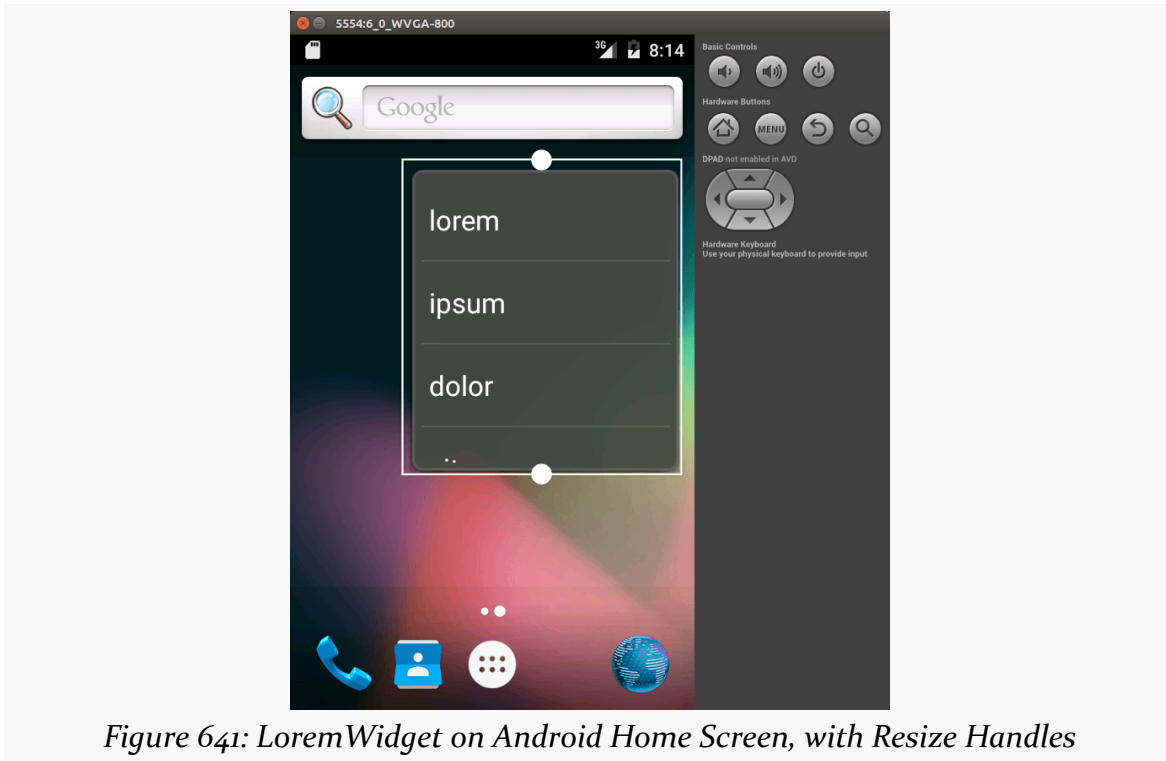 5554:6_0_WVGA-800
3G 8:14
Google
lorem
ipsum
dolor
Basic Controls
Hardware Buttons
MENU
DPAD not enabled in AVD
Hardware Keyboard
Use your physical keyboard to provide input
Figure 641: LoremWidget on Android Home Screen, with Resize Handles